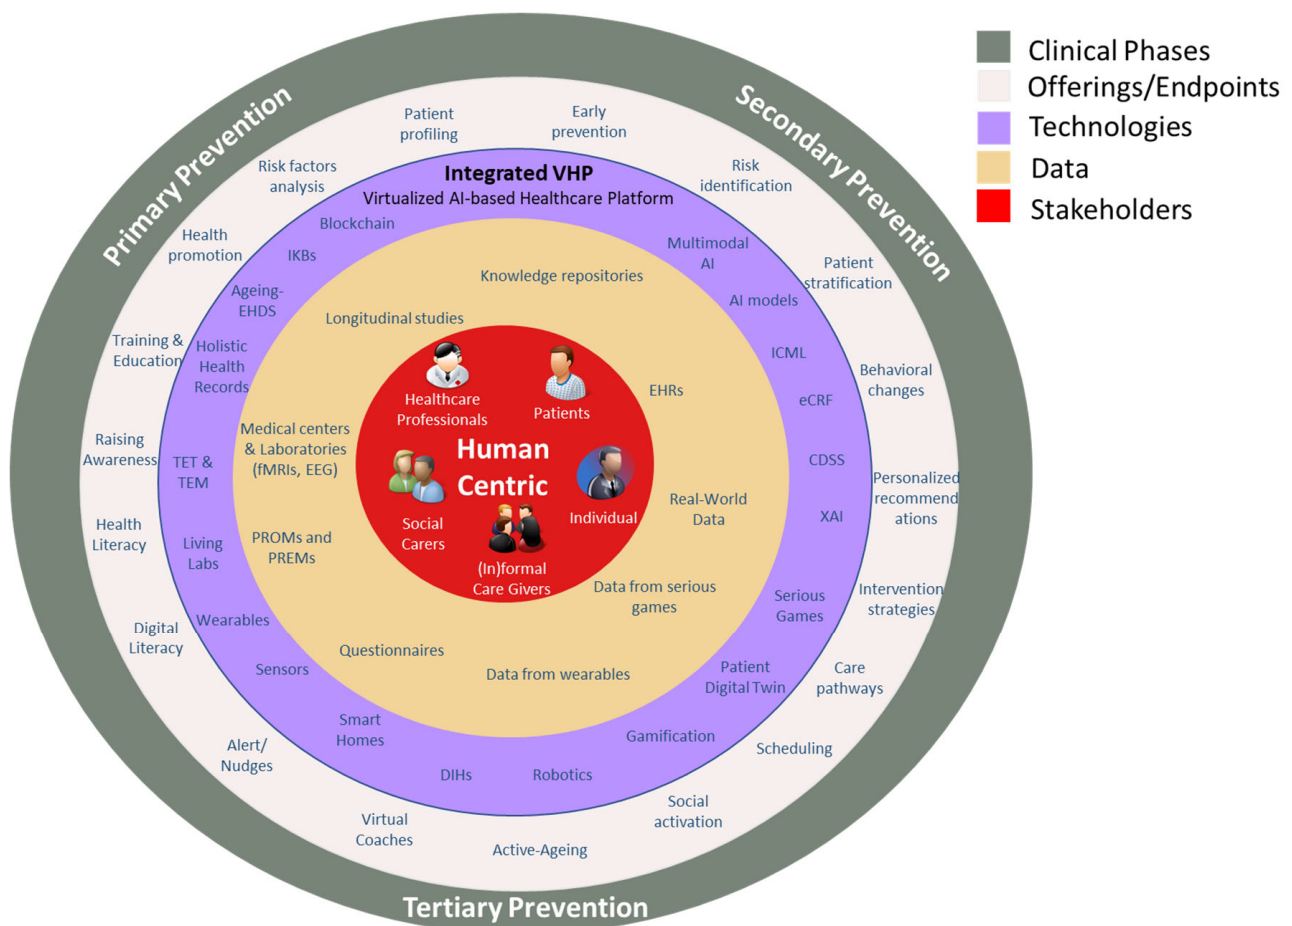 Clinical Phases
Offerings/Endpoints
Technologies
Data
Stakeholders
Primary Prevention
Secondary Prevention
Tertiary Prevention
Patient
profiling
Early
prevention
Risk
identification
Patient
stratification
Behavioral
changes
Personalized
recommend
ations
Intervention
strategies
Care
pathways
Scheduling
Social
activation
Active-Ageing
Virtual
Coaches
Alert/
Nudges
Digital
Literacy
Health
Literacy
Raising
Awareness
Training &
Education
Health
promotion
Risk factors
analysis
Integrated VHP
Virtualized AI-based Healthcare Platform
Multimodal
AI
AI models
ICML
eCRF
CDSS
XAI
Serious
Games
Patient
Digital Twin
Gamification
Robotics
DIHs
Smart
Homes
Sensors
Wearables
Living
Labs
TET &
TEM
Holistic
Health
Records
Ageing-
EHDS
IKBs
Blockchain
Knowledge repositories
EHRs
Real-World
Data
Data from serious
games
Data from wearables
Questionnaires
PROMs and
PREMs
Medical centers
& Laboratories
(fMRIs, EEG)
Longitudinal studies
Healthcare
Professionals
Patients
Human
Centric
Individual
Social
Carers
(In)formal
Care Givers